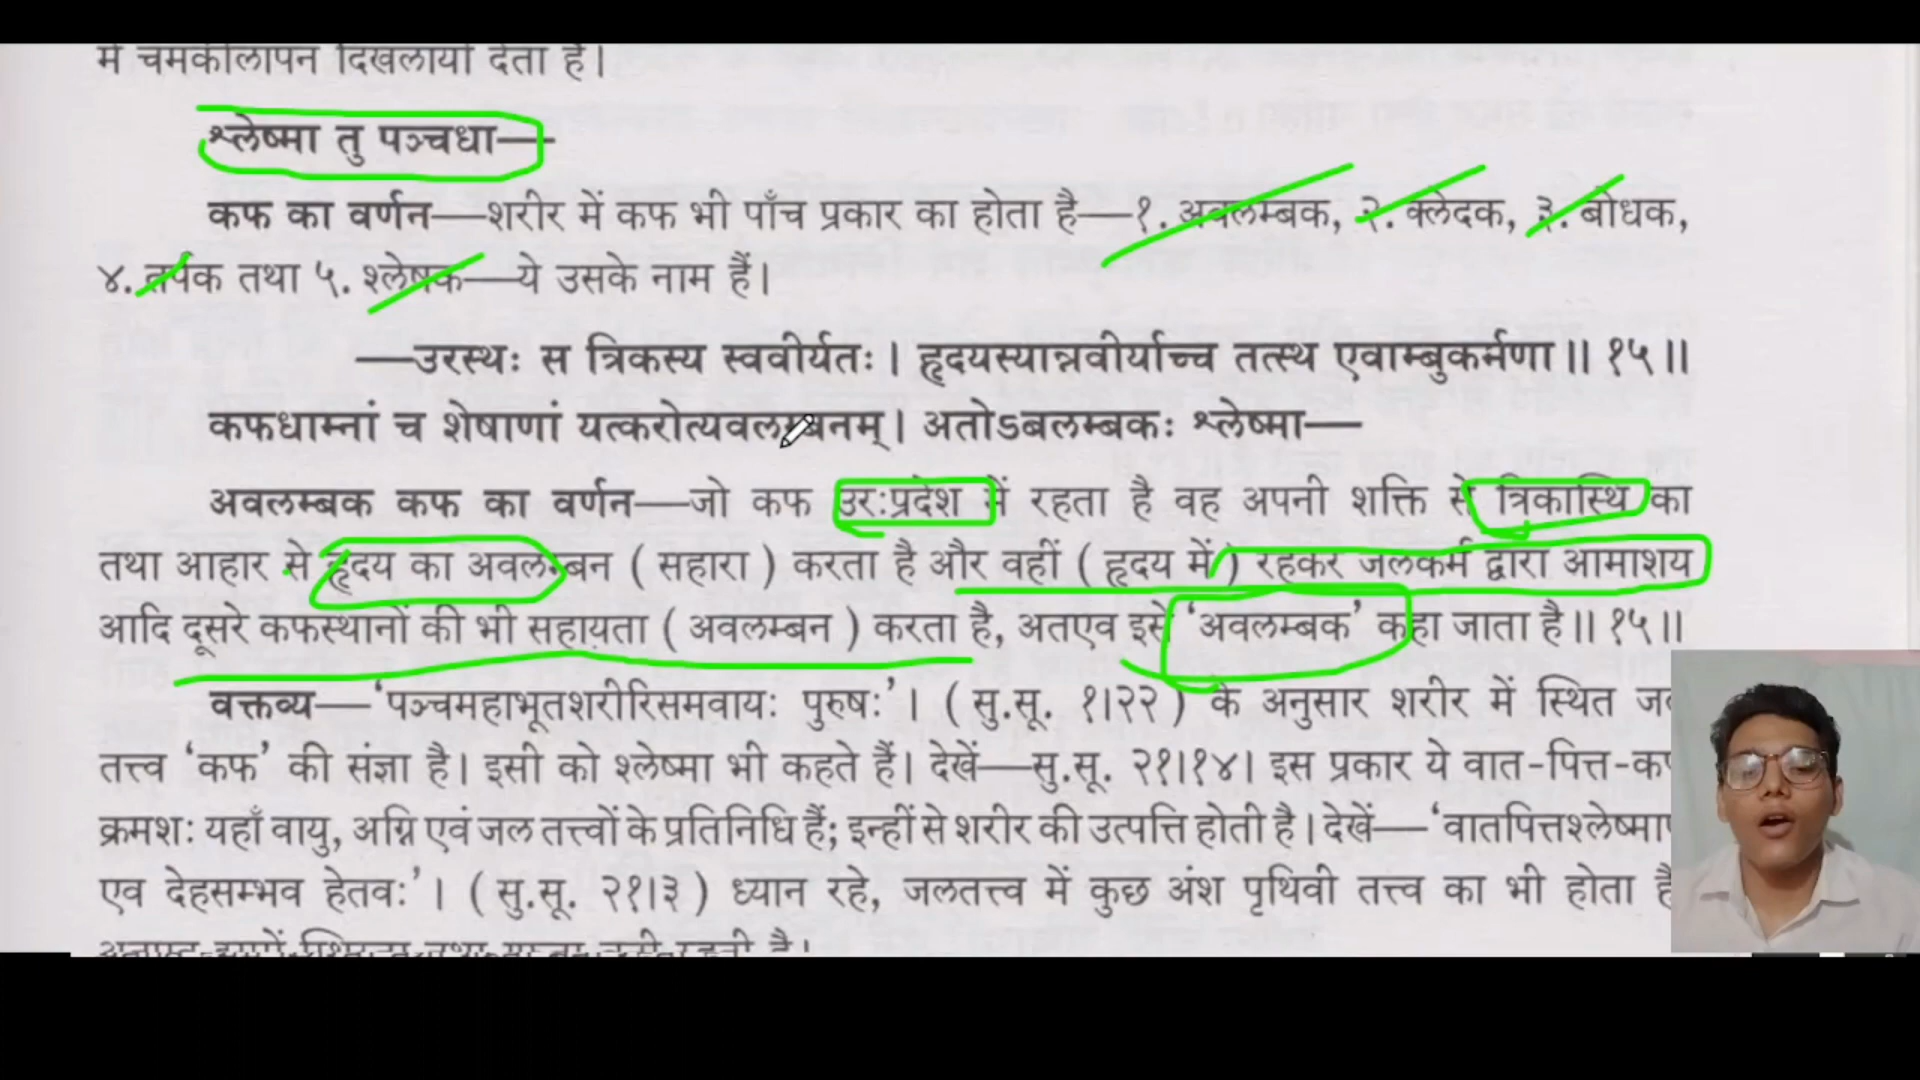 में चमकीलापन दिखलायी देता है।
श्लेष्मा तु पञ्चधा—
कफ का वर्णन—शरीर में कफ भी पाँच प्रकार का होता है—१. अवलम्बक, २. क्लेदक, ३. बोधक,
४. तर्पक तथा ५. श्लेषक—ये उसके नाम हैं।
—उरस्थः स त्रिकस्य स्ववीर्यतः। हृदयस्यान्नवीर्याच्च तत्स्थ एवाम्बुकर्मणा॥ १५॥
कफधाम्नां च शेषाणां यत्करोत्यवलम्बनम्। अतोऽबलम्बकः श्लेष्मा—
अवलम्बक कफ का वर्णन—जो कफ उरःप्रदेश में रहता है वह अपनी शक्ति से त्रिकास्थि का
तथा आहार से हृदय का अवलम्बन ( सहारा ) करता है और वहीं ( हृदय में ) रहकर जलकर्म द्वारा आमाशय
आदि दूसरे कफस्थानों की भी सहायता ( अवलम्बन ) करता है, अतएव इसे ‘अवलम्बक’ कहा जाता है॥ १५॥
वक्तव्य—‘पञ्चमहाभूतशरीरिसमवायः पुरुषः’। ( सु.सू. १।२२ ) के अनुसार शरीर में स्थित
तत्त्व ‘कफ’ की संज्ञा है। इसी को श्लेष्मा भी कहते हैं। देखें—सु.सू. २१।१४। इस प्रकार ये वात-पित्त-
क्रमशः यहाँ वायु, अग्नि एवं जल तत्त्वों के प्रतिनिधि हैं; इन्हीं से शरीर की उत्पत्ति होती है। देखें—‘वातपित्तश्लेष्मा
एव देहसम्भव हेतवः’। ( सु.सू. २१।३ ) ध्यान रहे, जलतत्त्व में कुछ अंश पृथिवी तत्त्व का भी होता है